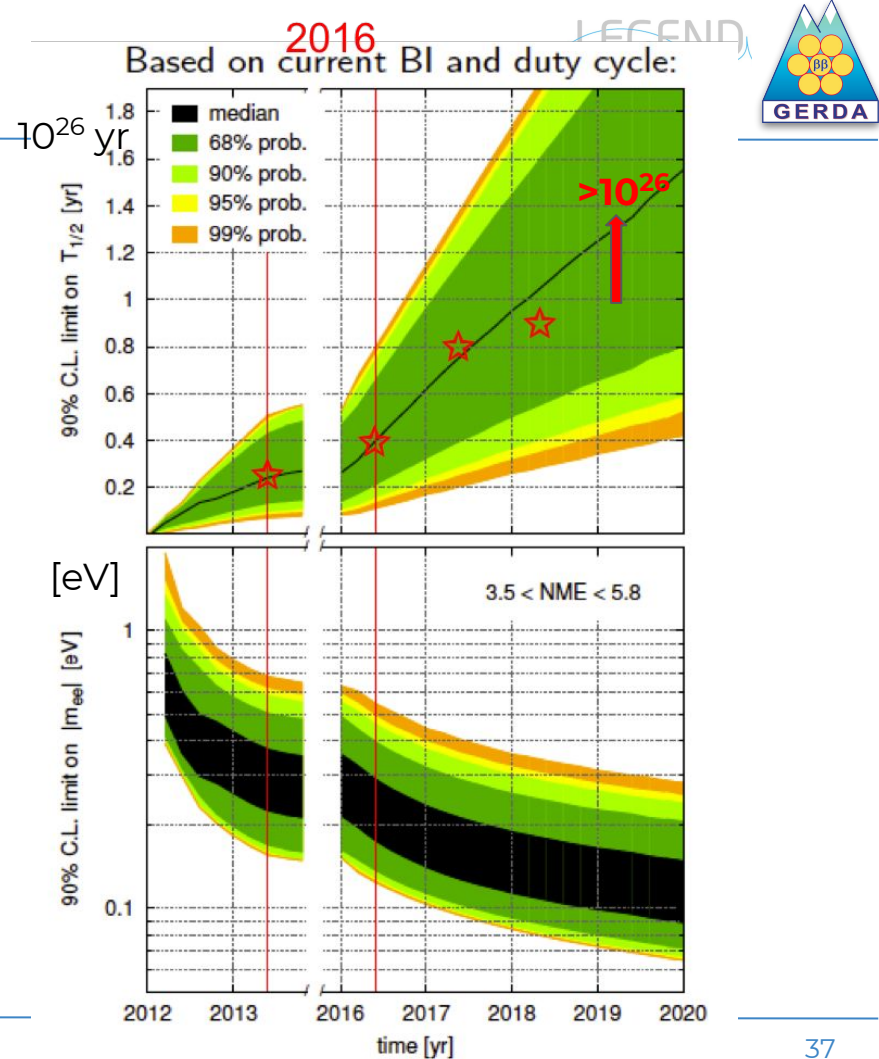 2016
LEGEND
Based on current BI and duty cycle:
ββ
GERDA
10²⁶ yr
median
68% prob.
90% prob.
95% prob.
99% prob.
>10²⁶
90% C.L. limit on T₁/₂ [yr]
1.8
1.6
1.4
1.2
1
0.8
0.6
0.4
0.2
[eV]
3.5 < NME < 5.8
90% C.L. limit on |mₑₑ| [eV]
1
0.1
2012 2013 2016 2017 2018 2019 2020
time [yr]
37